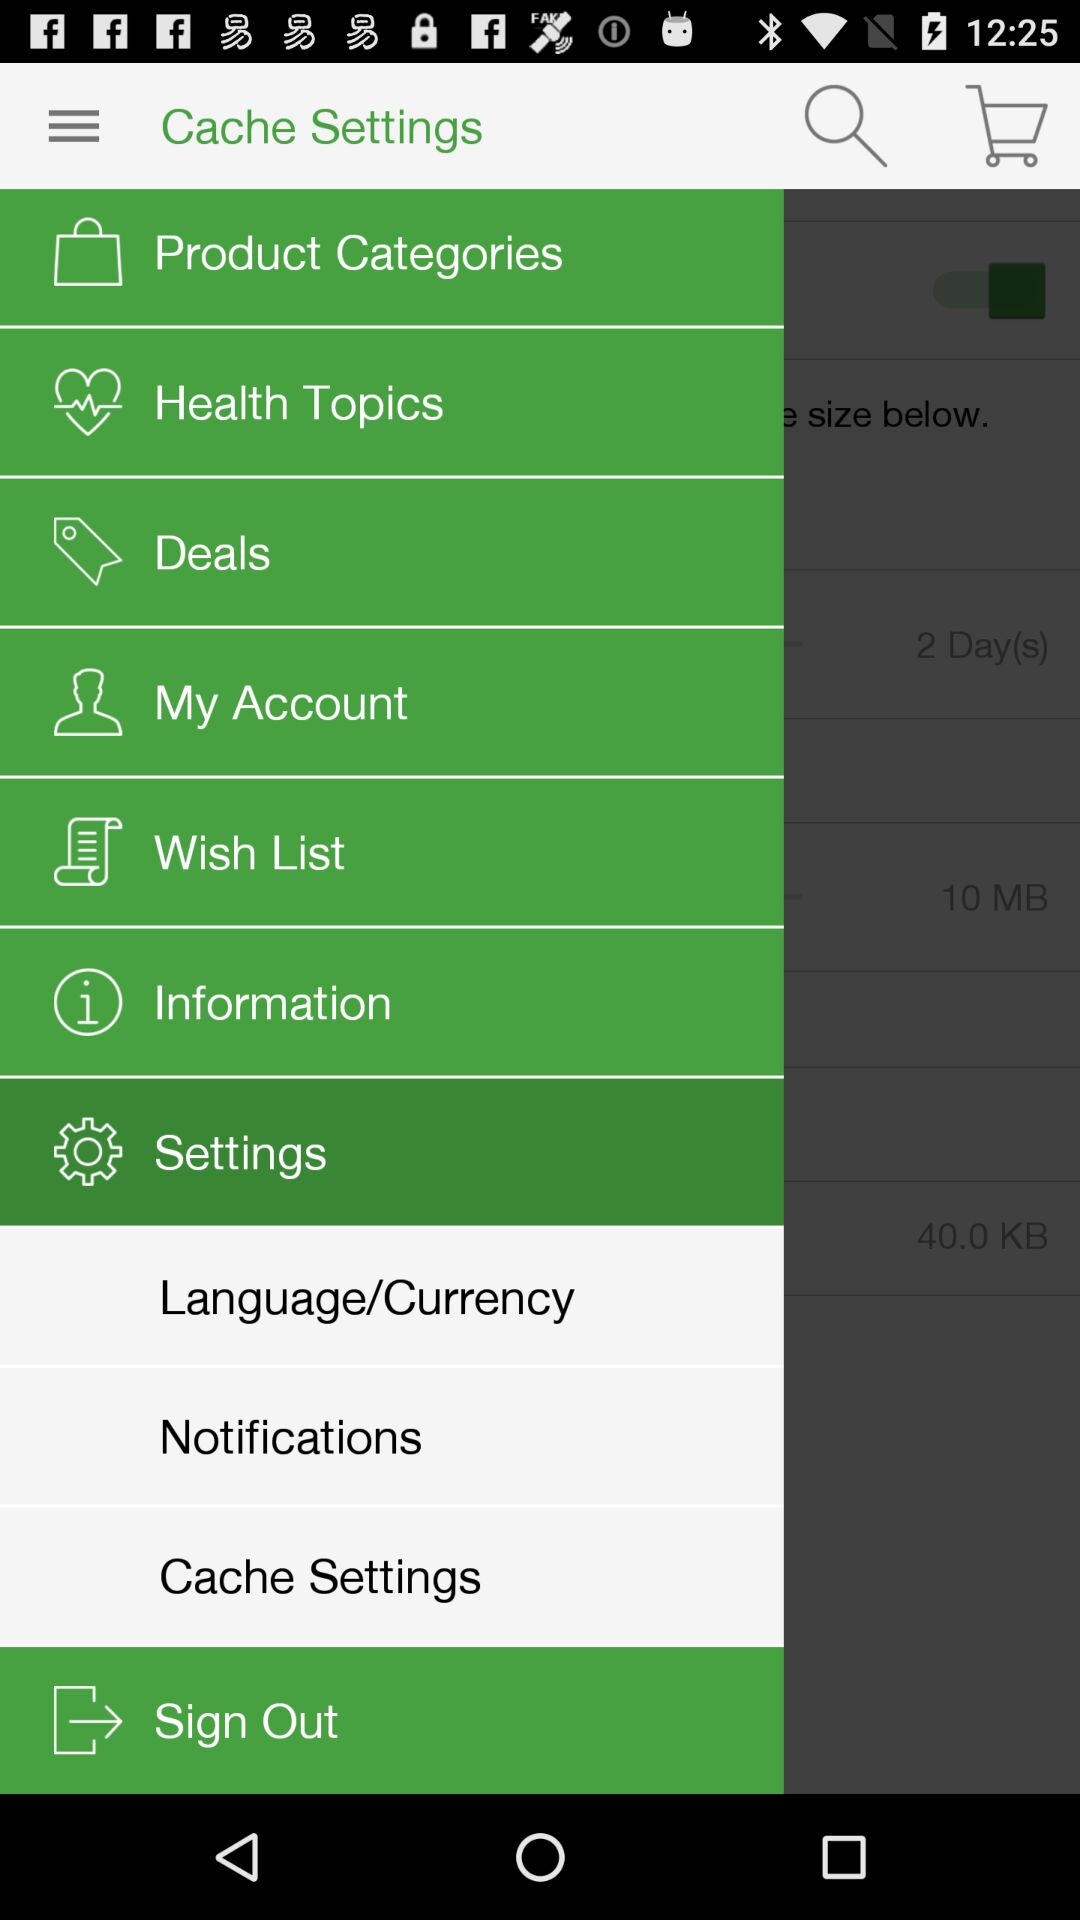 12:25
Cache Settings
Product Categories
Health Topics
size below.
Deals
2 Day(s)
My Account
Wish List
10 MB
Information
Settings
40.0 KB
Language/Currency
Notifications
Cache Settings
Sign Out